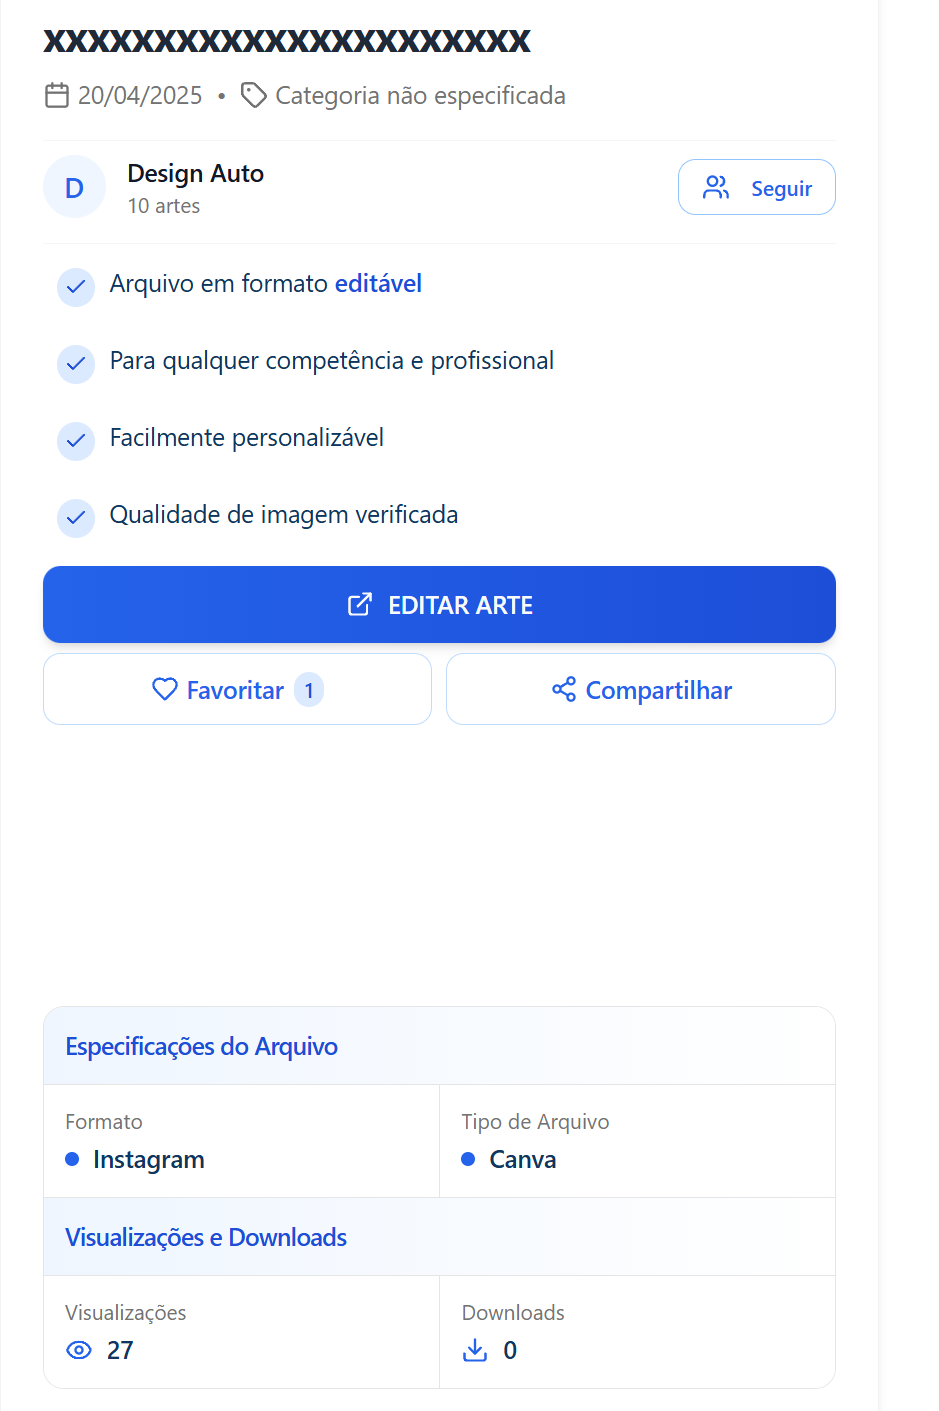 xxxxxxxxxxxxxxxxxxxxxx
20/04/2025 • Categoria não especificada
D
Design Auto
10 artes
Seguir
Arquivo em formato editável
Para qualquer competência e profissional
Facilmente personalizável
Qualidade de imagem verificada
EDITAR ARTE
Favoritar 1
Compartilhar
Especificações do Arquivo
Formato
Instagram
Tipo de Arquivo
Canva
Visualizações e Downloads
Visualizações
27
Downloads
0